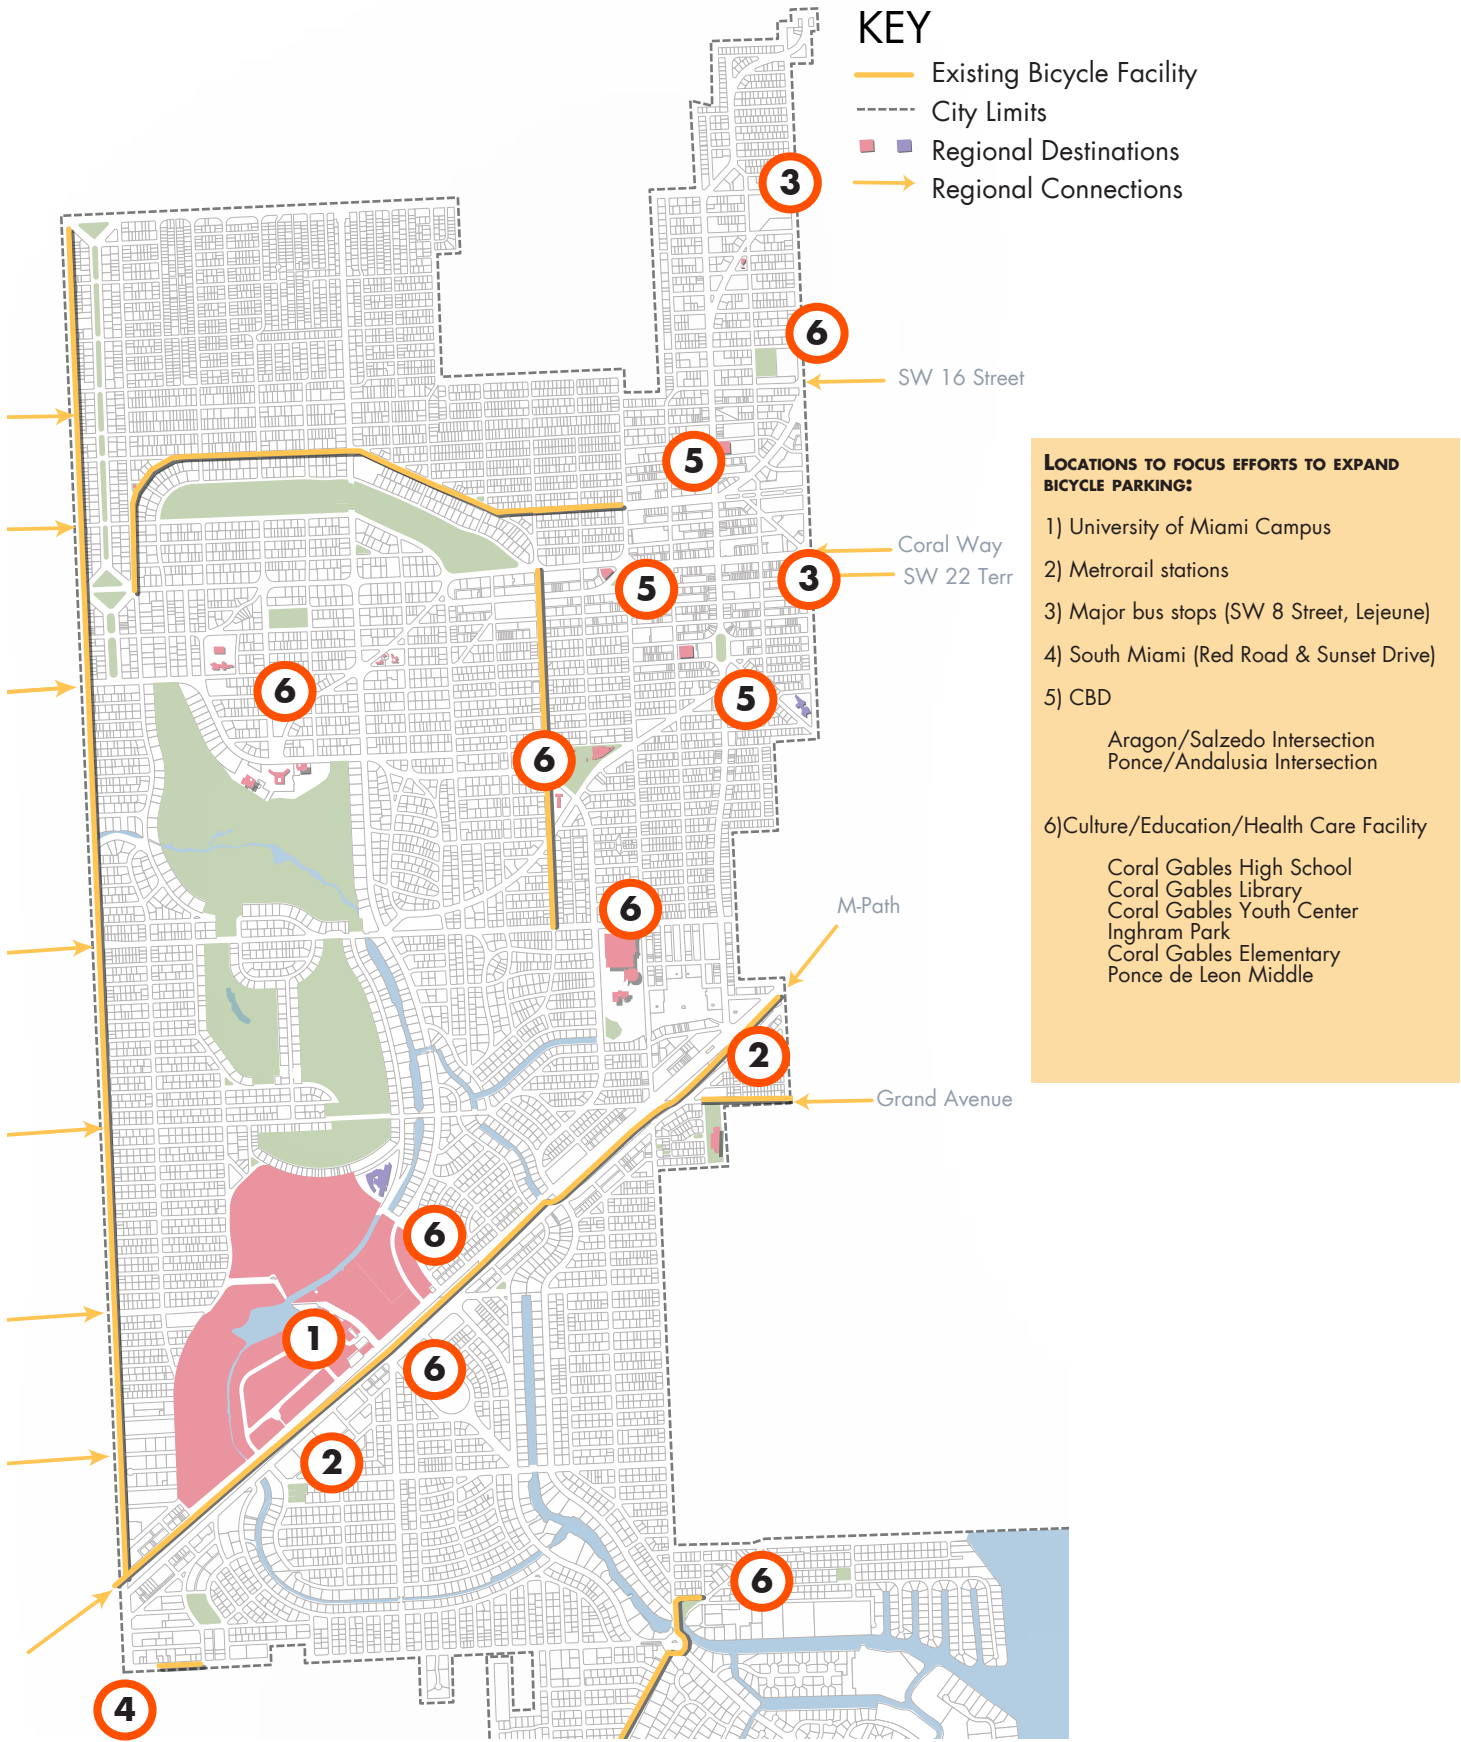 KEY
Existing Bicycle Facility
City Limits
Regional Destinations
Regional Connections
3
6
SW 16 Street
5
Coral Way
SW 22 Terr
3
5
6
5
6
6
M-Path
2
Grand Avenue
6
1
6
2
6
4
LOCATIONS TO FOCUS EFFORTS TO EXPAND
BICYCLE PARKING:
1) University of Miami Campus
2) Metrorail stations
3) Major bus stops (SW 8 Street, Lejeune)
4) South Miami (Red Road & Sunset Drive)
5) CBD
Aragon/Salzedo Intersection
Ponce/Andalusia Intersection
6)Culture/Education/Health Care Facility
Coral Gables High School
Coral Gables Library
Coral Gables Youth Center
Inghram Park
Coral Gables Elementary
Ponce de Leon Middle